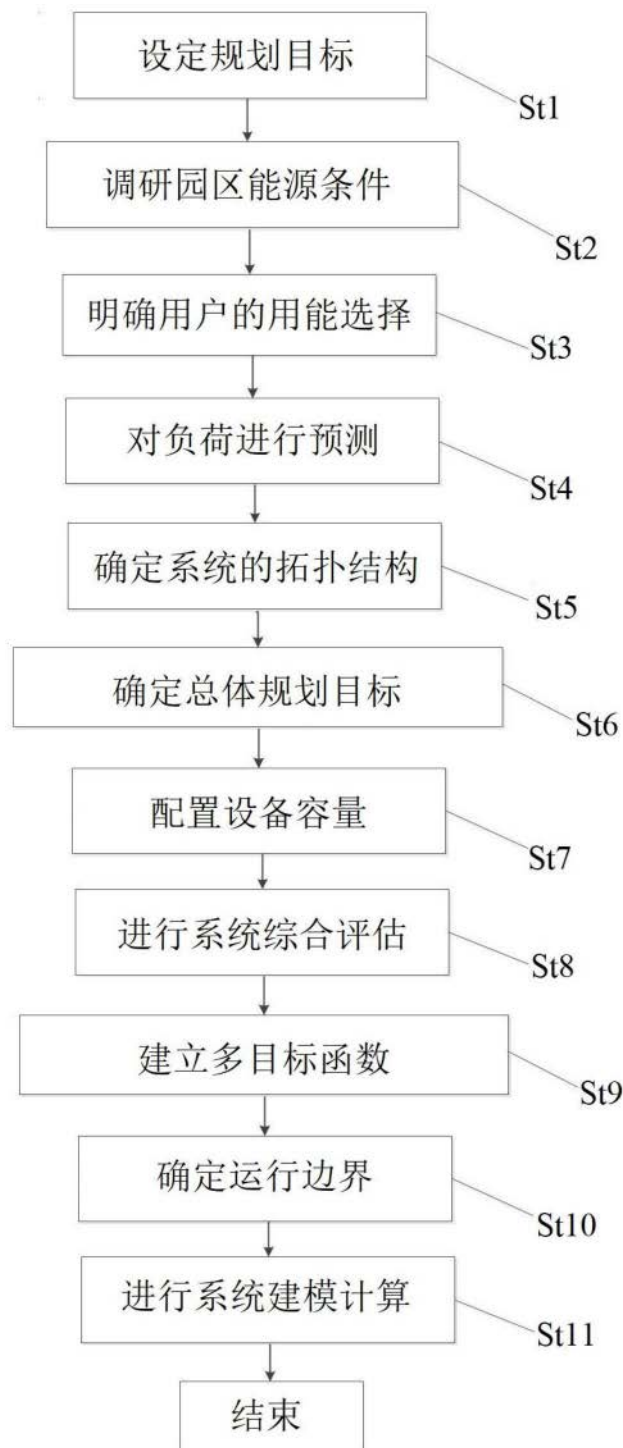 设定规划目标
St1
调研园区能源条件
St2
明确用户的用能选择
St3
对负荷进行预测
St4
确定系统的拓扑结构
St5
确定总体规划目标
St6
配置设备容量
St7
进行系统综合评估
St8
建立多目标函数
St9
确定运行边界
St10
进行系统建模计算
St11
结束